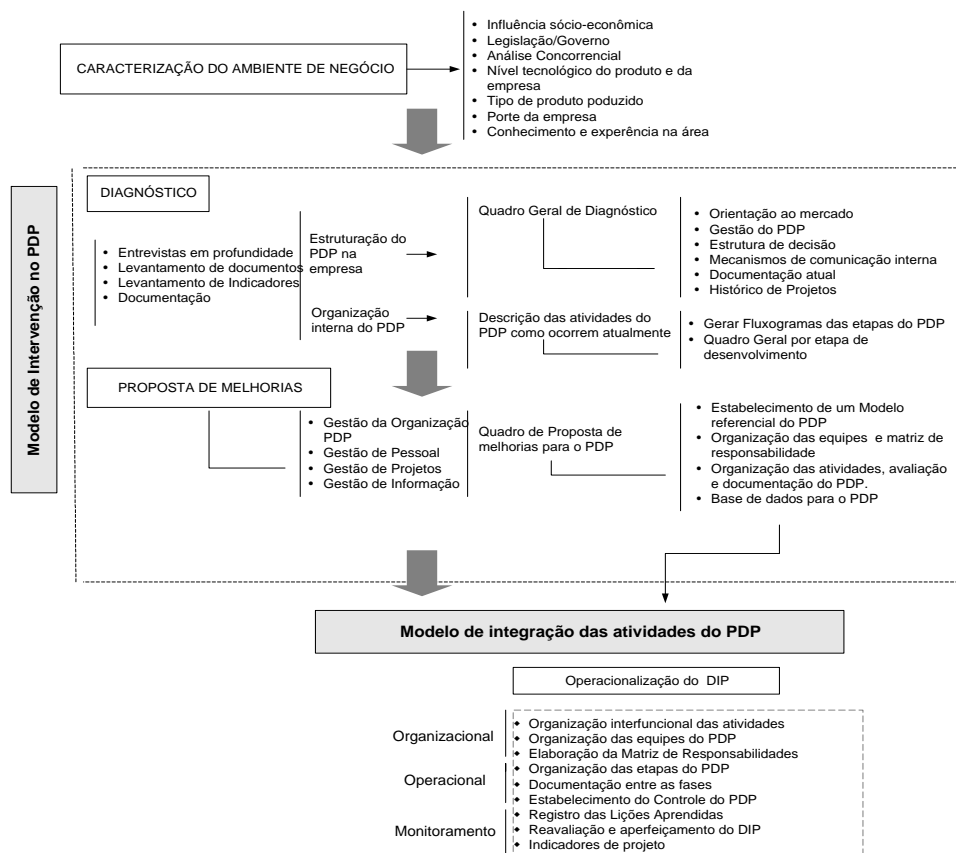 CARACTERIZAÇÃO DO AMBIENTE DE NEGÓCIO
• Influência sócio-econômica
• Legislação/Governo
• Análise Concorrencial
• Nível tecnológico do produto e da
empresa
• Tipo de produto poduzido
• Porte da empresa
• Conhecimento e experência na área
Modelo de Intervenção no PDP
DIAGNÓSTICO
• Entrevistas em profundidade
• Levantamento de documentos
• Levantamento de Indicadores
• Documentação
Estruturação do
PDP na
empresa
Quadro Geral de Diagnóstico
• Orientação ao mercado
• Gestão do PDP
• Estrutura de decisão
• Mecanismos de comunicação interna
• Documentação atual
• Histórico de Projetos
Organização
interna do PDP
Descrição das atividades do
PDP como ocorrem atualmente
• Gerar Fluxogramas das etapas do PDP
• Quadro Geral por etapa de
desenvolvimento
PROPOSTA DE MELHORIAS
• Gestão da Organização
PDP
• Gestão de Pessoal
• Gestão de Projetos
• Gestão de Informação
Quadro de Proposta de
melhorias para o PDP
• Estabelecimento de um Modelo
referencial do PDP
• Organização das equipes e matriz de
responsabilidade
• Organização das atividades, avaliação
e documentação do PDP.
• Base de dados para o PDP
Modelo de integração das atividades do PDP
Operacionalização do DIP
Organizacional
◆ Organização interfuncional das atividades
◆ Organização das equipes do PDP
◆ Elaboração da Matriz de Responsabilidades
Operacional
◆ Organização das etapas do PDP
◆ Documentação entre as fases
◆ Estabelecimento do Controle do PDP
Monitoramento
◆ Registro das Lições Aprendidas
◆ Reavaliação e aperfeiçamento do DIP
◆ Indicadores de projeto